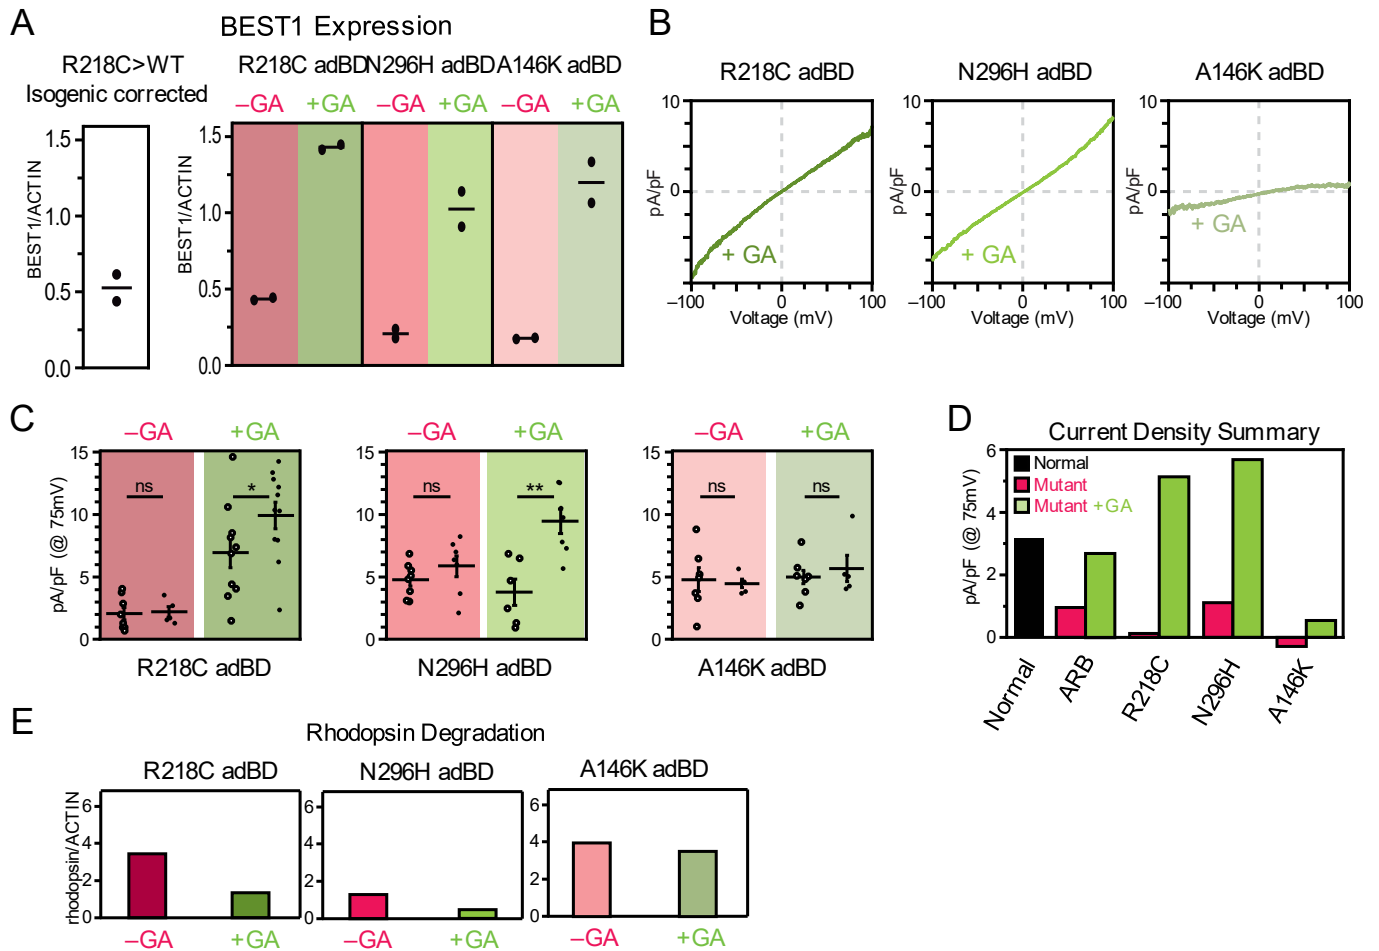 A
BEST1 Expression
R218C>WT
Isogenic corrected
R218C adBD N296H adBD A146K adBD
–GA +GA –GA +GA –GA +GA
BEST1/ACTIN
1.5
1.0
0.5
0.0
BEST1/ACTIN
1.5
1.0
0.5
0.0
B
R218C adBD N296H adBD A146K adBD
pA/pF
10
0
+ GA
–100 0 100
Voltage (mV)
pA/pF
10
0
+ GA
–100 0 100
Voltage (mV)
pA/pF
10
0
+ GA
–100 0 100
Voltage (mV)
C
–GA +GA
pA/pF (@ 75mV)
15
10
5
0
ns *
R218C adBD
–GA +GA
15
10
5
0
ns **
N296H adBD
–GA +GA
15
10
5
0
ns ns
A146K adBD
D
Current Density Summary
pA/pF (@ 75mV)
6
4
2
0
Normal
Mutant
Mutant +GA
Normal ARB R218C N296H A146K
E
Rhodopsin Degradation
R218C adBD N296H adBD A146K adBD
rhodopsin/ACTIN
6
4
2
0
–GA +GA
6
4
2
0
–GA +GA
6
4
2
0
–GA +GA